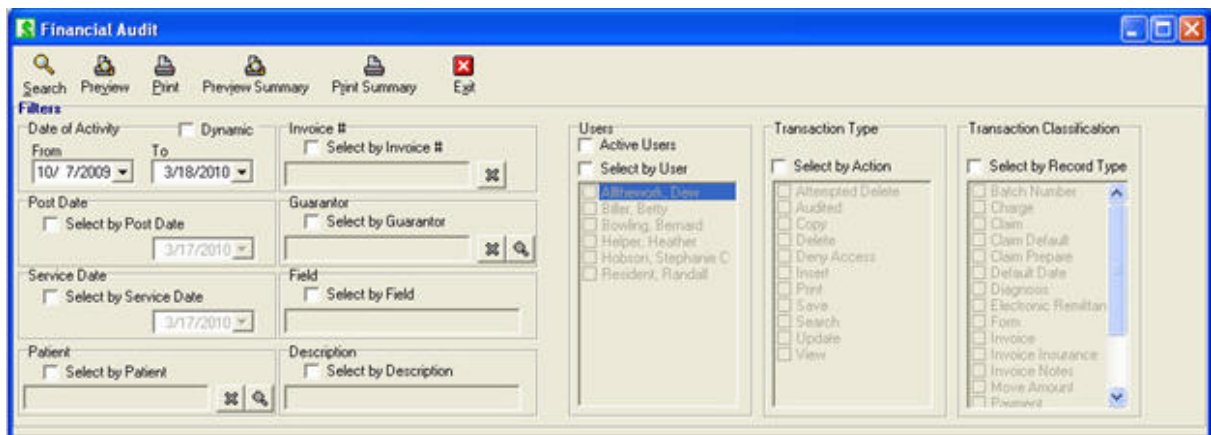 Financial Audit
Search Preview Print Preview Summary Print Summary Exit
Filters
Date of Activity Dynamic
From To
10/ 7/2009 3/18/2010
Invoice #
Select by Invoice #
Post Date
Select by Post Date
3/17/2010
Guarantor
Select by Guarantor
Service Date
Select by Service Date
3/17/2010
Field
Select by Field
Patient
Select by Patient
Description
Select by Description
Users
Active Users
Select by User
Allthework, Dew
Biller, Betty
Bowling, Bernard
Helper, Heather
Hobson, Stephanie C
Resident, Randall
Transaction Type
Select by Action
Attempted Delete
Audited
Copy
Delete
Deny Access
Insert
Print
Save
Search
Update
View
Transaction Classification
Select by Record Type
Batch Number
Charge
Claim
Claim Default
Claim Prepare
Default Date
Diagnosis
Electronic Remittan
Form
Invoice
Invoice Insurance
Invoice Notes
Move Amount
Payment